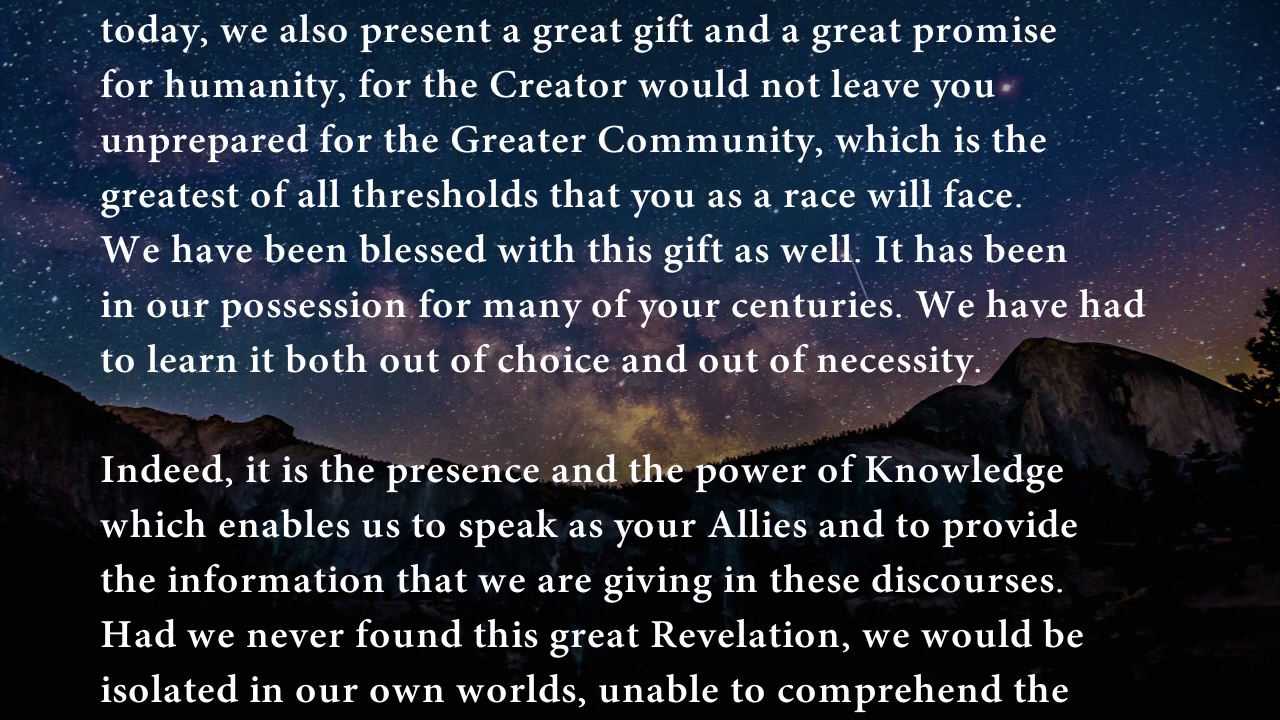 today, we also present a great gift and a great promise
for humanity, for the Creator would not leave you
unprepared for the Greater Community, which is the
greatest of all thresholds that you as a race will face.
We have been blessed with this gift as well. It has been
in our possession for many of your centuries. We have had
to learn it both out of choice and out of necessity.
Indeed, it is the presence and the power of Knowledge
which enables us to speak as your Allies and to provide
the information that we are giving in these discourses.
Had we never found this great Revelation, we would be
isolated in our own worlds, unable to comprehend the